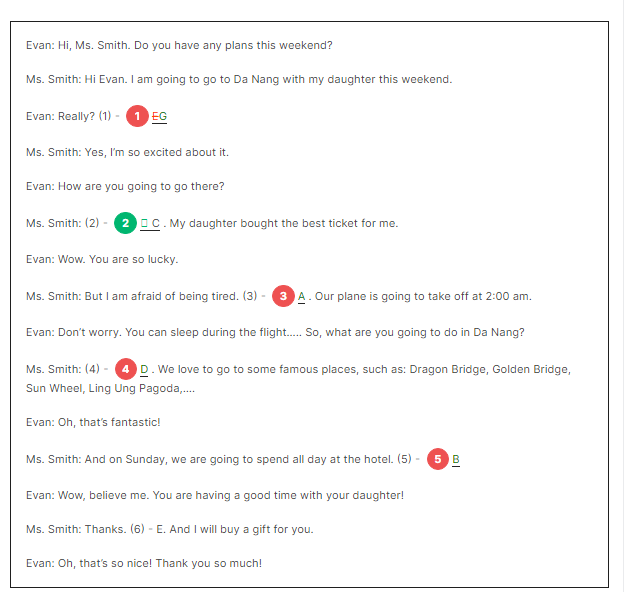 Evan: Hi, Ms. Smith. Do you have any plans this weekend?
Ms. Smith: Hi Evan. I am going to go to Da Nang with my daughter this weekend.
Evan: Really? (1) - 1 EG
Ms. Smith: Yes, I'm so excited about it.
Evan: How are you going to go there?
Ms. Smith: (2) - 2 C . My daughter bought the best ticket for me.
Evan: Wow. You are so lucky.
Ms. Smith: But I am afraid of being tired. (3) - 3 A . Our plane is going to take off at 2:00 am.
Evan: Don't worry. You can sleep during the flight..... So, what are you going to do in Da Nang?
Ms. Smith: (4) - 4 D . We love to go to some famous places, such as: Dragon Bridge, Golden Bridge,
Sun Wheel, Ling Ung Pagoda,....
Evan: Oh, that's fantastic!
Ms. Smith: And on Sunday, we are going to spend all day at the hotel. (5) - 5 B
Evan: Wow, believe me. You are having a good time with your daughter!
Ms. Smith: Thanks. (6) - E. And I will buy a gift for you.
Evan: Oh, that's so nice! Thank you so much!